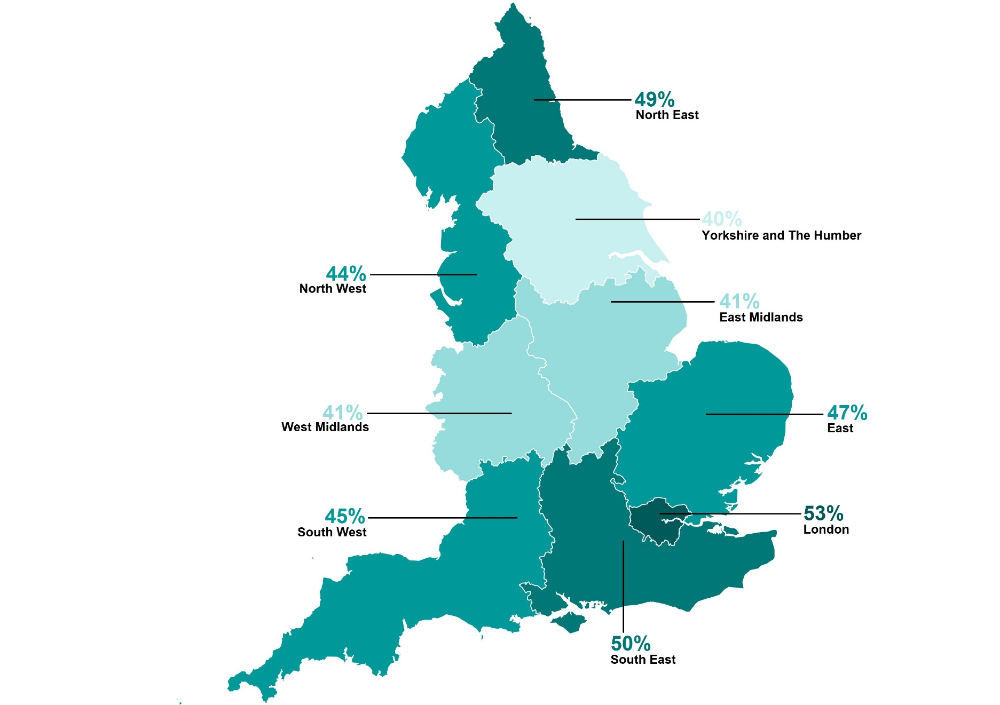 49%
North East
40%
Yorkshire and The Humber
44%
North West
41%
East Midlands
41%
West Midlands
47%
East
45%
South West
53%
London
50%
South East